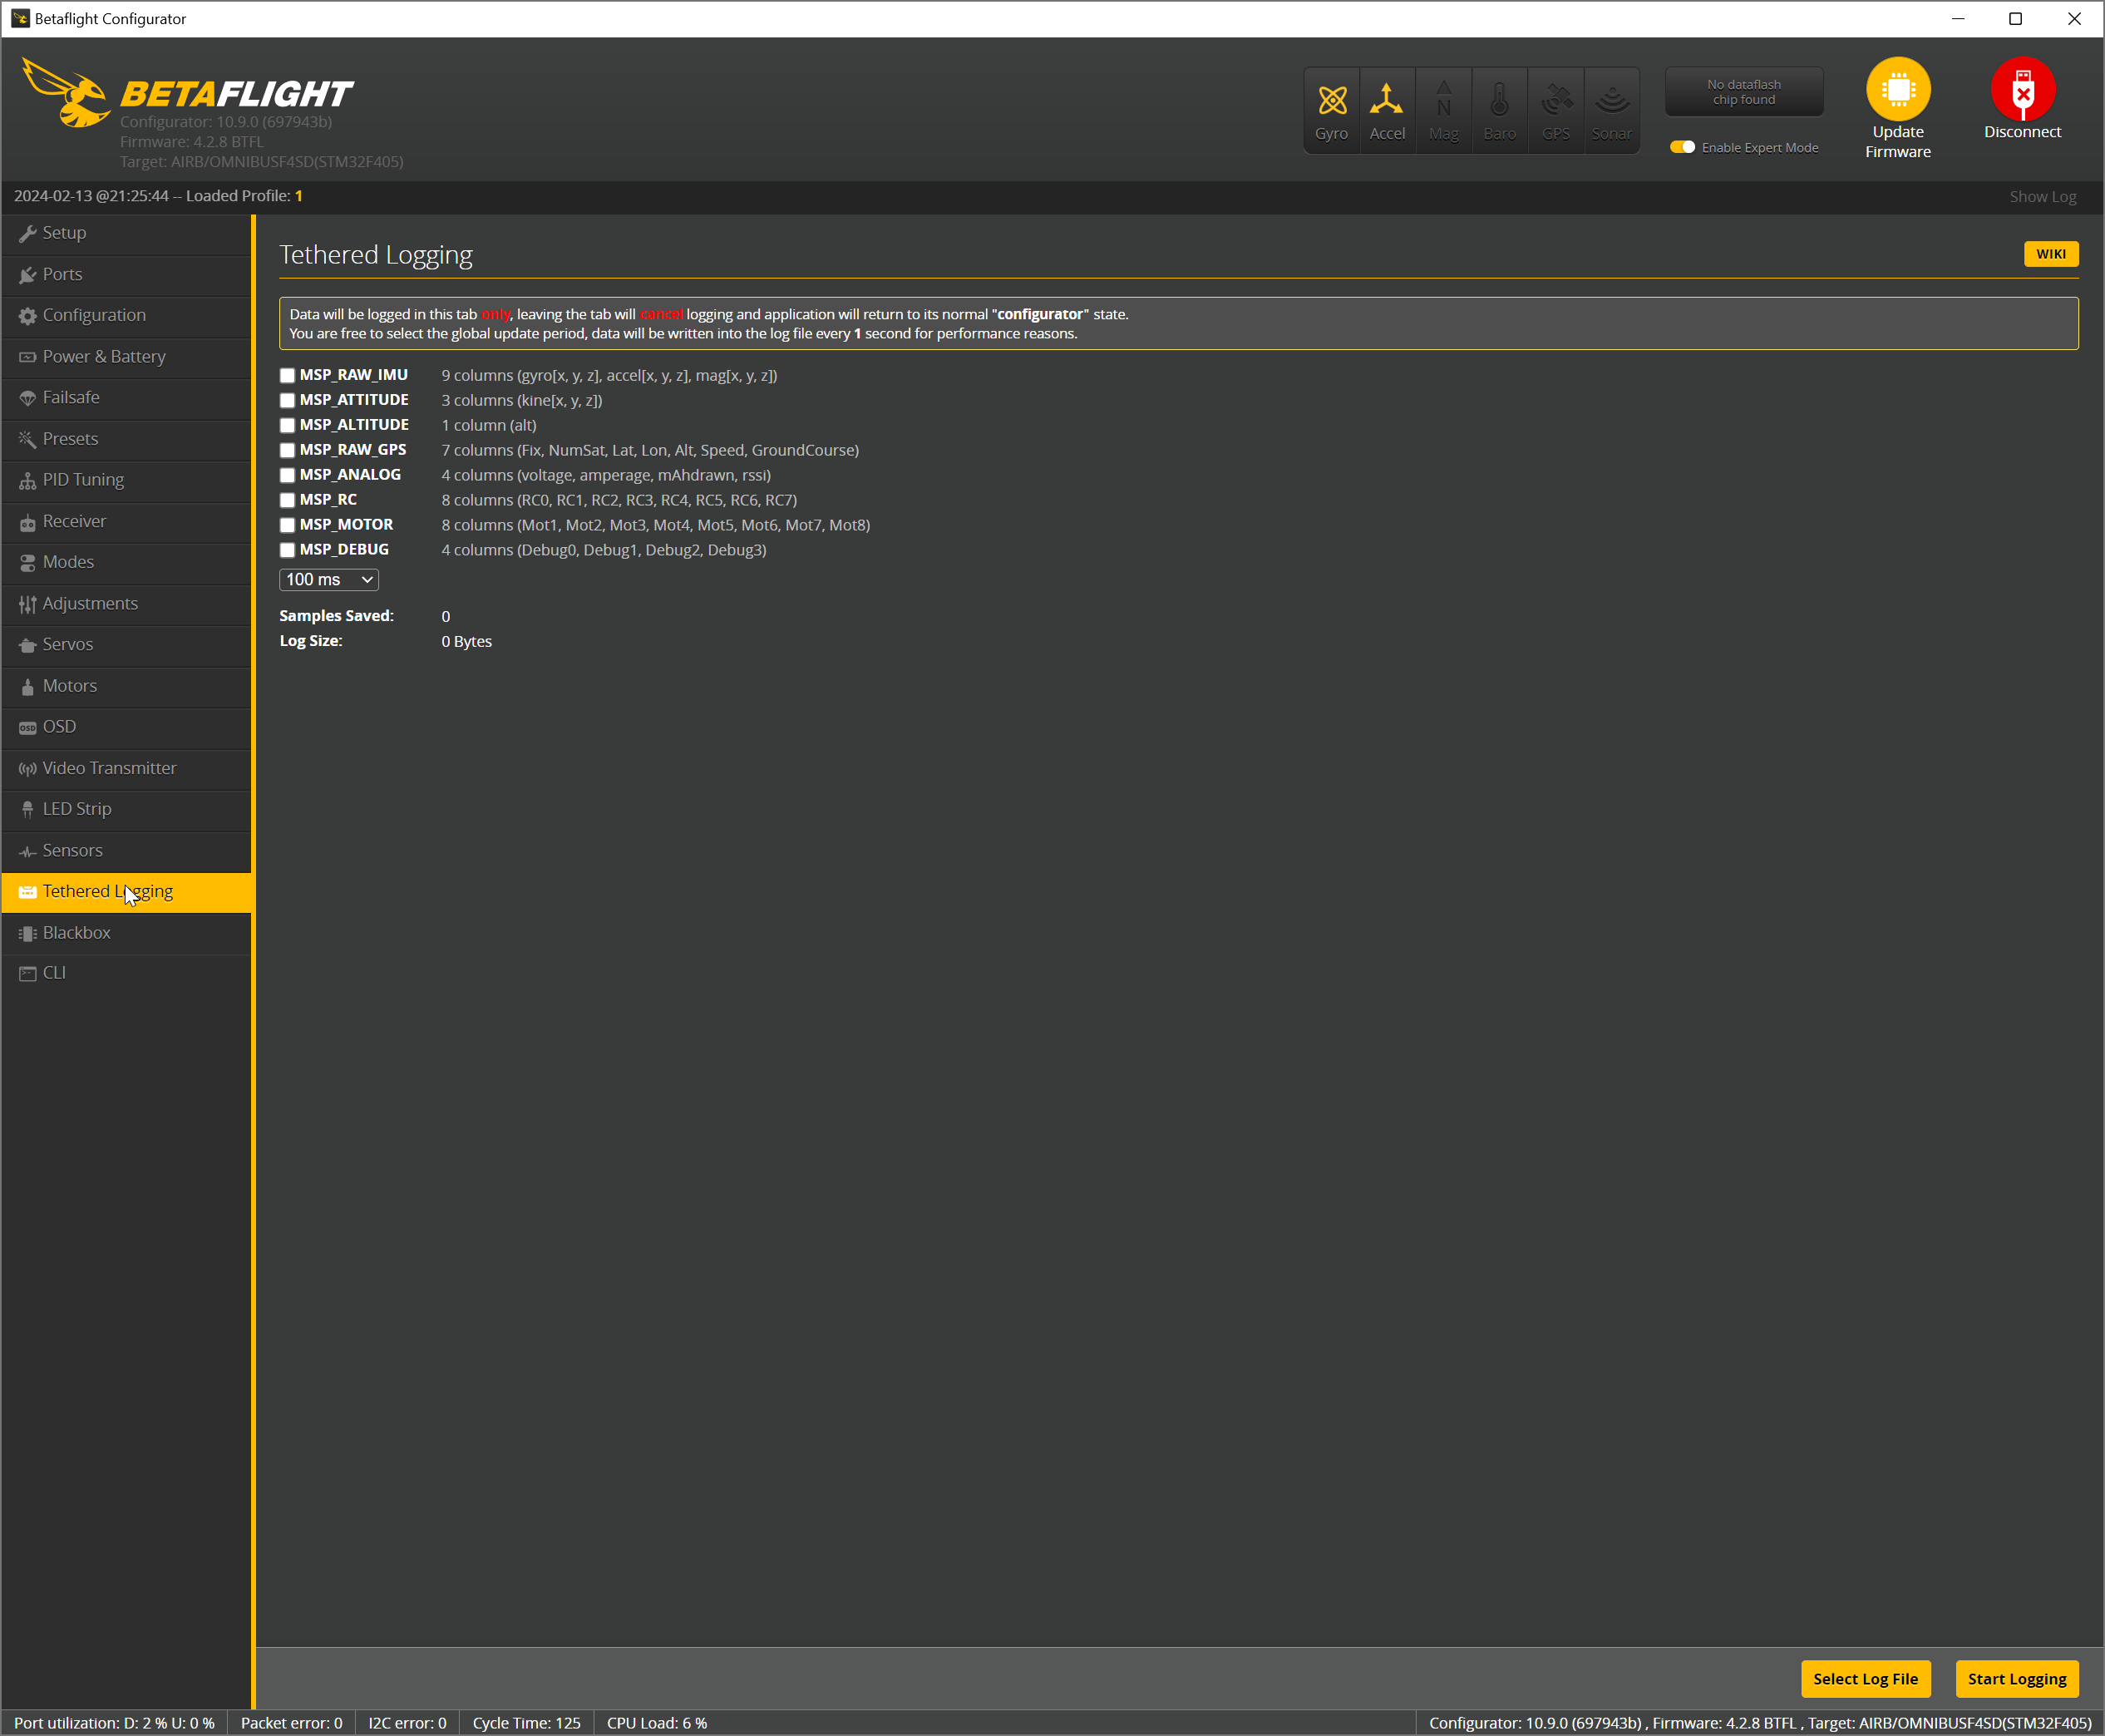 Betaflight Configurator
BETAFLIGHT
Configurator: 10.9.0 (697943b)
Firmware: 4.2.8 BTFL
Target: AIRB/OMNIBUSF4SD(STM32F405)
Gyro
Accel
Mag
Baro
GPS
Sonar
No dataflash
chip found
Enable Expert Mode
Update
Firmware
Disconnect
2024-02-13 @21:25:44 -- Loaded Profile: 1
Show Log
Setup
Ports
Configuration
Power & Battery
Failsafe
Presets
PID Tuning
Receiver
Modes
Adjustments
Servos
Motors
OSD
Video Transmitter
LED Strip
Sensors
Tethered Logging
Blackbox
CLI
Tethered Logging
WIKI
Data will be logged in this tab only, leaving the tab will cancel logging and application will return to its normal "configurator" state.
You are free to select the global update period, data will be written into the log file every 1 second for performance reasons.
MSP_RAW_IMU 9 columns (gyro[x, y, z], accel[x, y, z], mag[x, y, z])
MSP_ATTITUDE 3 columns (kine[x, y, z])
MSP_ALTITUDE 1 column (alt)
MSP_RAW_GPS 7 columns (Fix, NumSat, Lat, Lon, Alt, Speed, GroundCourse)
MSP_ANALOG 4 columns (voltage, amperage, mAhdrawn, rssi)
MSP_RC 8 columns (RC0, RC1, RC2, RC3, RC4, RC5, RC6, RC7)
MSP_MOTOR 8 columns (Mot1, Mot2, Mot3, Mot4, Mot5, Mot6, Mot7, Mot8)
MSP_DEBUG 4 columns (Debug0, Debug1, Debug2, Debug3)
100 ms
Samples Saved: 0
Log Size: 0 Bytes
Select Log File
Start Logging
Port utilization: D: 2 % U: 0 %
Packet error: 0
I2C error: 0
Cycle Time: 125
CPU Load: 6 %
Configurator: 10.9.0 (697943b) , Firmware: 4.2.8 BTFL , Target: AIRB/OMNIBUSF4SD(STM32F405)